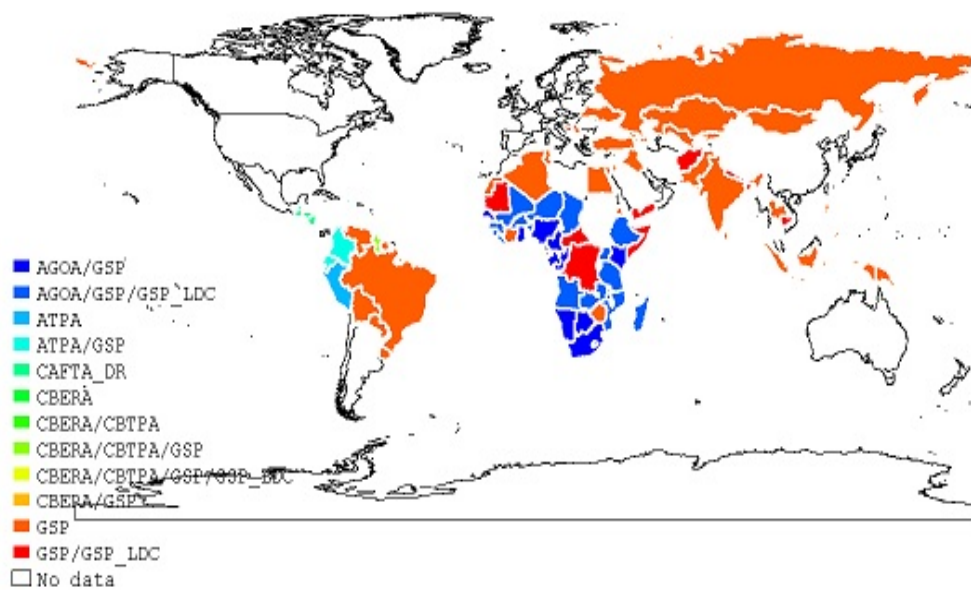 AGOA/GSP
AGOA/GSP/GSP_LDC
ATPA
ATPA/GSP
CAFTA_DR
CBERA
CBERA/CBTPA
CBERA/CBTPA/GSP
CBERA/CBTPA/GSP/GSP_LDC
CBERA/GSP
GSP
GSP/GSP_LDC
No data